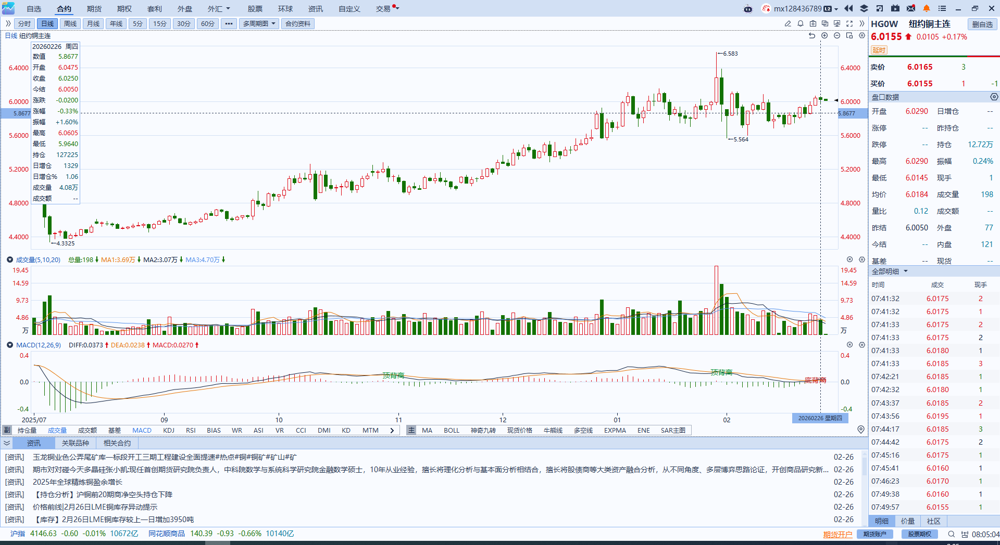 自选 合约 期货 期权 套利 外盘 外汇 股票 环球 资讯 自定义 交易 mx128436789 L2
分时 日线 周线 月线 年线 5分 15分 30分 60分 ••• 多周期图 合约资料
HG0W 纽约铜主连 删自选
6.0155 0.0105 +0.17%
延时
卖价 6.0165 3
买价 6.0155 1 -1
盘口数据
开盘 6.0290 日增仓 --
涨停 -- 昨持仓 --
跌停 -- 持仓 12.72万
最高 6.0290 振幅 0.24%
最低 6.0145 现手 1
均价 6.0184 成交量 198
量比 0.12 成交额 --
昨结 6.0050 外盘 77
今结 -- 内盘 121
基差 -- 现货 --
全部明细
时间 成交 现手
07:41:32 6.0175 2
07:41:32 6.0175 1
07:41:33 6.0175 2
07:41:33 6.0175 2
07:41:33 6.0180 1
07:41:33 6.0185 3
07:42:21 6.0185 1
07:42:32 6.0180 1
07:43:37 6.0185 2
07:43:56 6.0195 1
07:44:17 6.0185 3
07:44:42 6.0175 2
07:45:16 6.0175 1
07:45:41 6.0160 1
07:46:23 6.0170 1
07:49:38 6.0160 1
07:49:57 6.0155 1
明细 价量 社区
日线 纽约铜主连
20260226 周四
数值 5.8677
开盘 6.0475
收盘 6.0250
今结 6.0050
涨跌 -0.0200
涨幅 -0.33%
振幅 +1.60%
最高 6.0605
最低 5.9640
持仓 127225
日增仓 1329
日增仓% 1.06
成交量 4.08万
成交额 --
6.4000 6.4000
6.0000 6.0000
5.8677 5.8677
5.6000 5.6000
5.2000 5.2000
4.8000 4.8000
4.4000 4.4000
6.583
5.564
4.3325
成交量(5,10,20) 总量:198 MA1:3.69万 MA2:3.07万 MA3:4.70万
19.45 19.45
14.59 14.59
9.73 9.73
4.86 4.86
万 万
MACD(12,26,9) DIFF:0.0373 DEA:0.0238 MACD:0.0270
0.4 0.4
顶背离 顶背离 底背离
0.0 0.0
-0.4 -0.4
2025/07 09 10 11 12 01 02 20260226 星期四
副 持仓量 成交量 成交额 基差 MACD KDJ RSI BIAS WR ASI VR CCI DMI KD MTM 主 MA BOLL 神奇九转 现货价格 牛熊线 多空线 EXPMA ENE SAR主图
资讯 关联品种 相关合约
[资讯] 玉龙铜业色公弄尾矿库一标段开工三期工程建设全面提速#热点#铜#铜矿#矿山#矿 02-26
[资讯] 期市对对碰今天多晶硅张小凯:现任首创期货研究院负责人，中科院数学与系统科学研究院金融数学硕士，10年从业经验，擅长将理化分析与基本面分析相结合，擅长将股债商等大类资产融合分析，从不同角度、多层博弈思路论证，开创商品研究新... 02-26
[资讯] 2025年全球精炼铜盈余增长 02-26
[资讯] 【持仓分析】沪铜前20期商净空头持仓下降 02-26
[资讯] 价格前线|2月26日LME铜库存异动提示 02-26
[资讯] 【库存】2月26日LME铜库存较上一日增加3950吨 02-26
沪指 4146.63 -0.60 -0.01% 10672亿 同花顺商品 140.39 -0.93 -0.66% 10140亿 期货开户 期货账户 股票期权 08:05:04